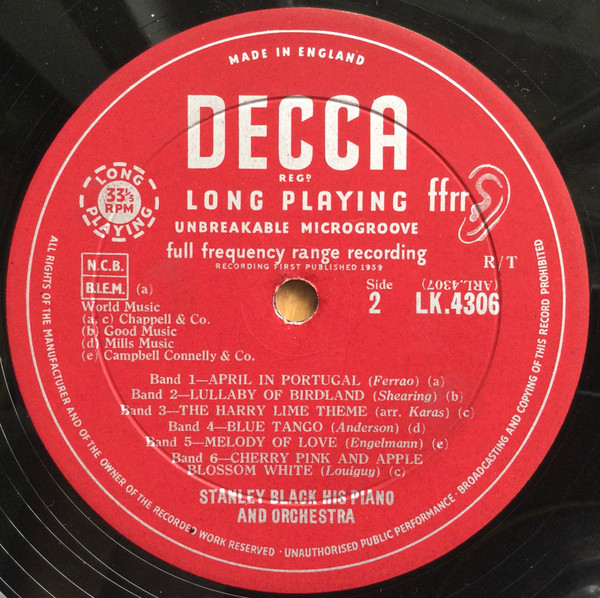 MADE IN ENGLAND
DECCA
REGD
LONG PLAYING
ffrr
UNBREAKABLE MICROGROOVE
full frequency range recording
RECORDING FIRST PUBLISHED 1959
LONG PLAYING
33 1/3
RPM
R/T
N.C.B.
B.I.E.M. (a)
World Music
(a, c) Chappell & Co.
(b) Good Music
(d) Mills Music
(e) Campbell Connelly & Co.
Side
2
(ARL.4307)
LK.4306
Band 1—APRIL IN PORTUGAL (Ferrao) (a)
Band 2—LULLABY OF BIRDLAND (Shearing) (b)
Band 3—THE HARRY LIME THEME (arr. Karas) (c)
Band 4—BLUE TANGO (Anderson) (d)
Band 5—MELODY OF LOVE (Engelmann) (e)
Band 6—CHERRY PINK AND APPLE
BLOSSOM WHITE (Louiguy) (c)
STANLEY BLACK HIS PIANO
AND ORCHESTRA
ALL RIGHTS OF THE MANUFACTURER AND OF THE OWNER OF THE RECORDED WORK RESERVED · UNAUTHORISED PUBLIC PERFORMANCE · BROADCASTING AND COPYING OF THIS RECORD PROHIBITED